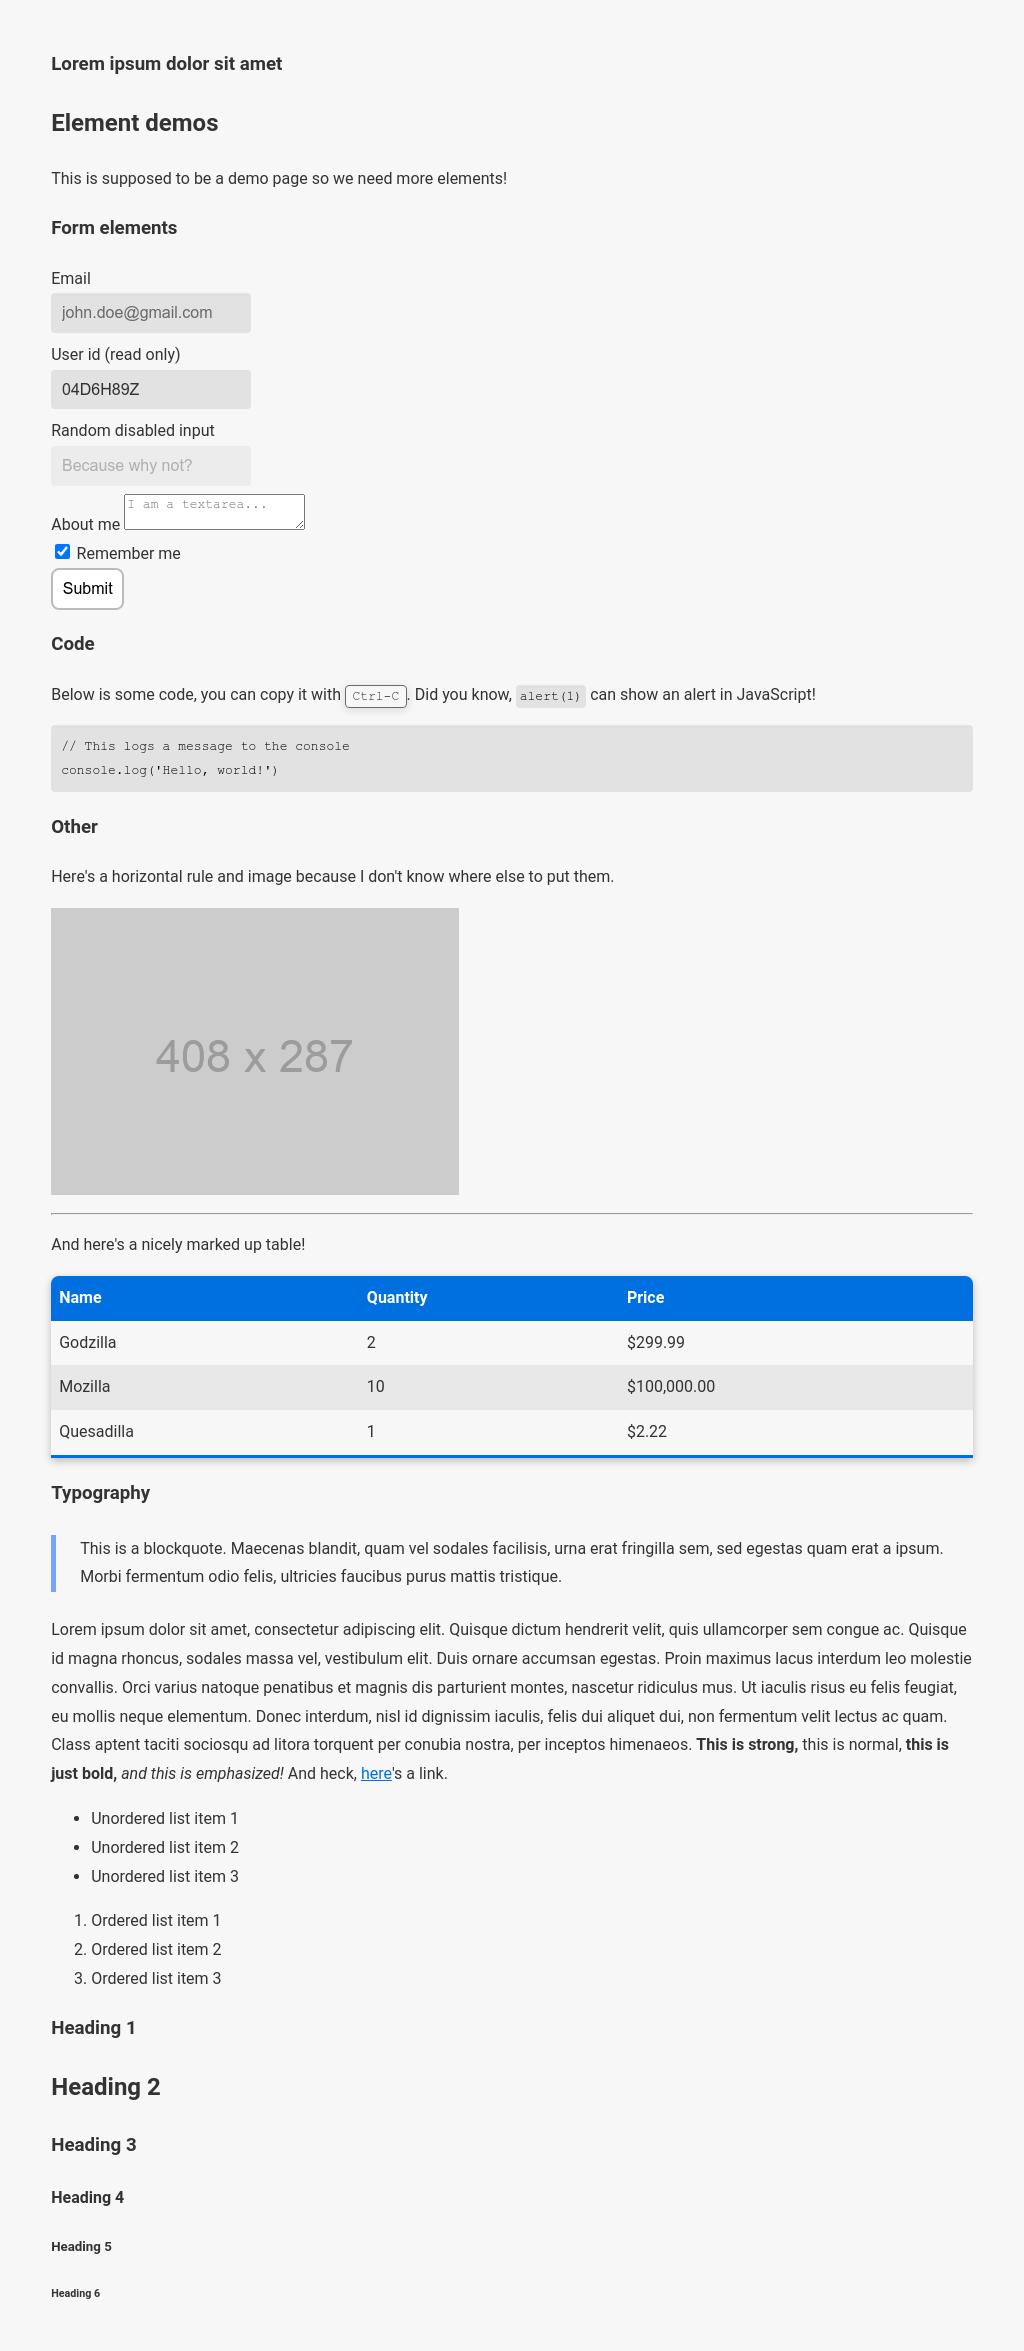 Lorem ipsum dolor sit amet
Element demos
This is supposed to be a demo page so we need more elements!
Form elements
Email
john.doe@gmail.com
User id (read only)
04D6H89Z
Random disabled input
Because why not?
About me I am a textarea...
Remember me
Submit
Code
Below is some code, you can copy it with Ctrl-C. Did you know, alert(1) can show an alert in JavaScript!
// This logs a message to the console
console.log('Hello, world!')
Other
Here's a horizontal rule and image because I don't know where else to put them.
408 x 287
And here's a nicely marked up table!
Name Quantity Price
Godzilla 2 $299.99
Mozilla 10 $100,000.00
Quesadilla 1 $2.22
Typography
This is a blockquote. Maecenas blandit, quam vel sodales facilisis, urna erat fringilla sem, sed egestas quam erat a ipsum.
Morbi fermentum odio felis, ultricies faucibus purus mattis tristique.
Lorem ipsum dolor sit amet, consectetur adipiscing elit. Quisque dictum hendrerit velit, quis ullamcorper sem congue ac. Quisque
id magna rhoncus, sodales massa vel, vestibulum elit. Duis ornare accumsan egestas. Proin maximus lacus interdum leo molestie
convallis. Orci varius natoque penatibus et magnis dis parturient montes, nascetur ridiculus mus. Ut iaculis risus eu felis feugiat,
eu mollis neque elementum. Donec interdum, nisl id dignissim iaculis, felis dui aliquet dui, non fermentum velit lectus ac quam.
Class aptent taciti sociosqu ad litora torquent per conubia nostra, per inceptos himenaeos. This is strong, this is normal, this is
just bold, and this is emphasized! And heck, here's a link.
• Unordered list item 1
• Unordered list item 2
• Unordered list item 3
1. Ordered list item 1
2. Ordered list item 2
3. Ordered list item 3
Heading 1
Heading 2
Heading 3
Heading 4
Heading 5
Heading 6